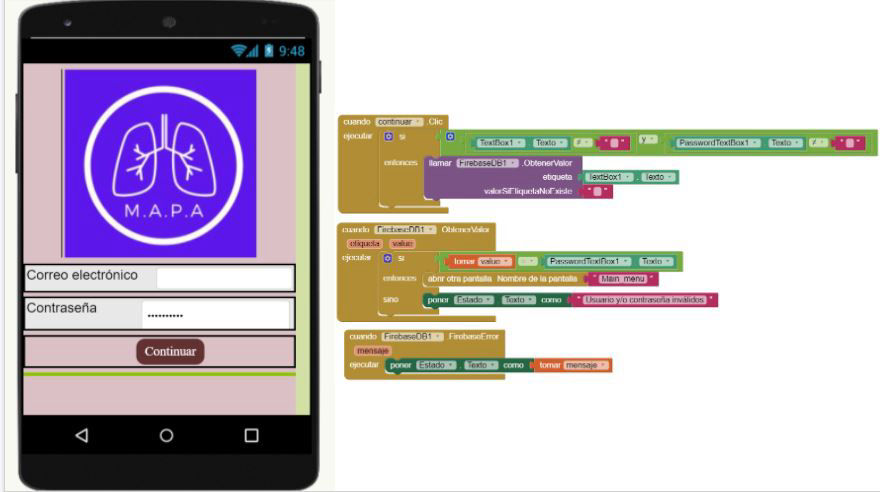 9:48
M.A.P.A
Correo electrónico
Contraseña
Continuar
cuando continuar .Clic
ejecutar si TextBox1 . Texto ≠ " " y PasswordTextBox1 . Texto ≠ " "
entonces llamar FirebaseDB1 .ObtenerValor
etiqueta TextBox1 . Texto
valorSiEtiquetaNoExiste " "
cuando FirebaseDB1 .ObtenerValor
etiqueta value
ejecutar si tomar value = PasswordTextBox1 . Texto
entonces abrir otra pantalla Nombre de la pantalla " Main_menu "
sino poner Estado . Texto como " Usuario y/o contraseña inválidos "
cuando FirebaseDB1 .FirebaseError
mensaje
ejecutar poner Estado . Texto como tomar mensaje